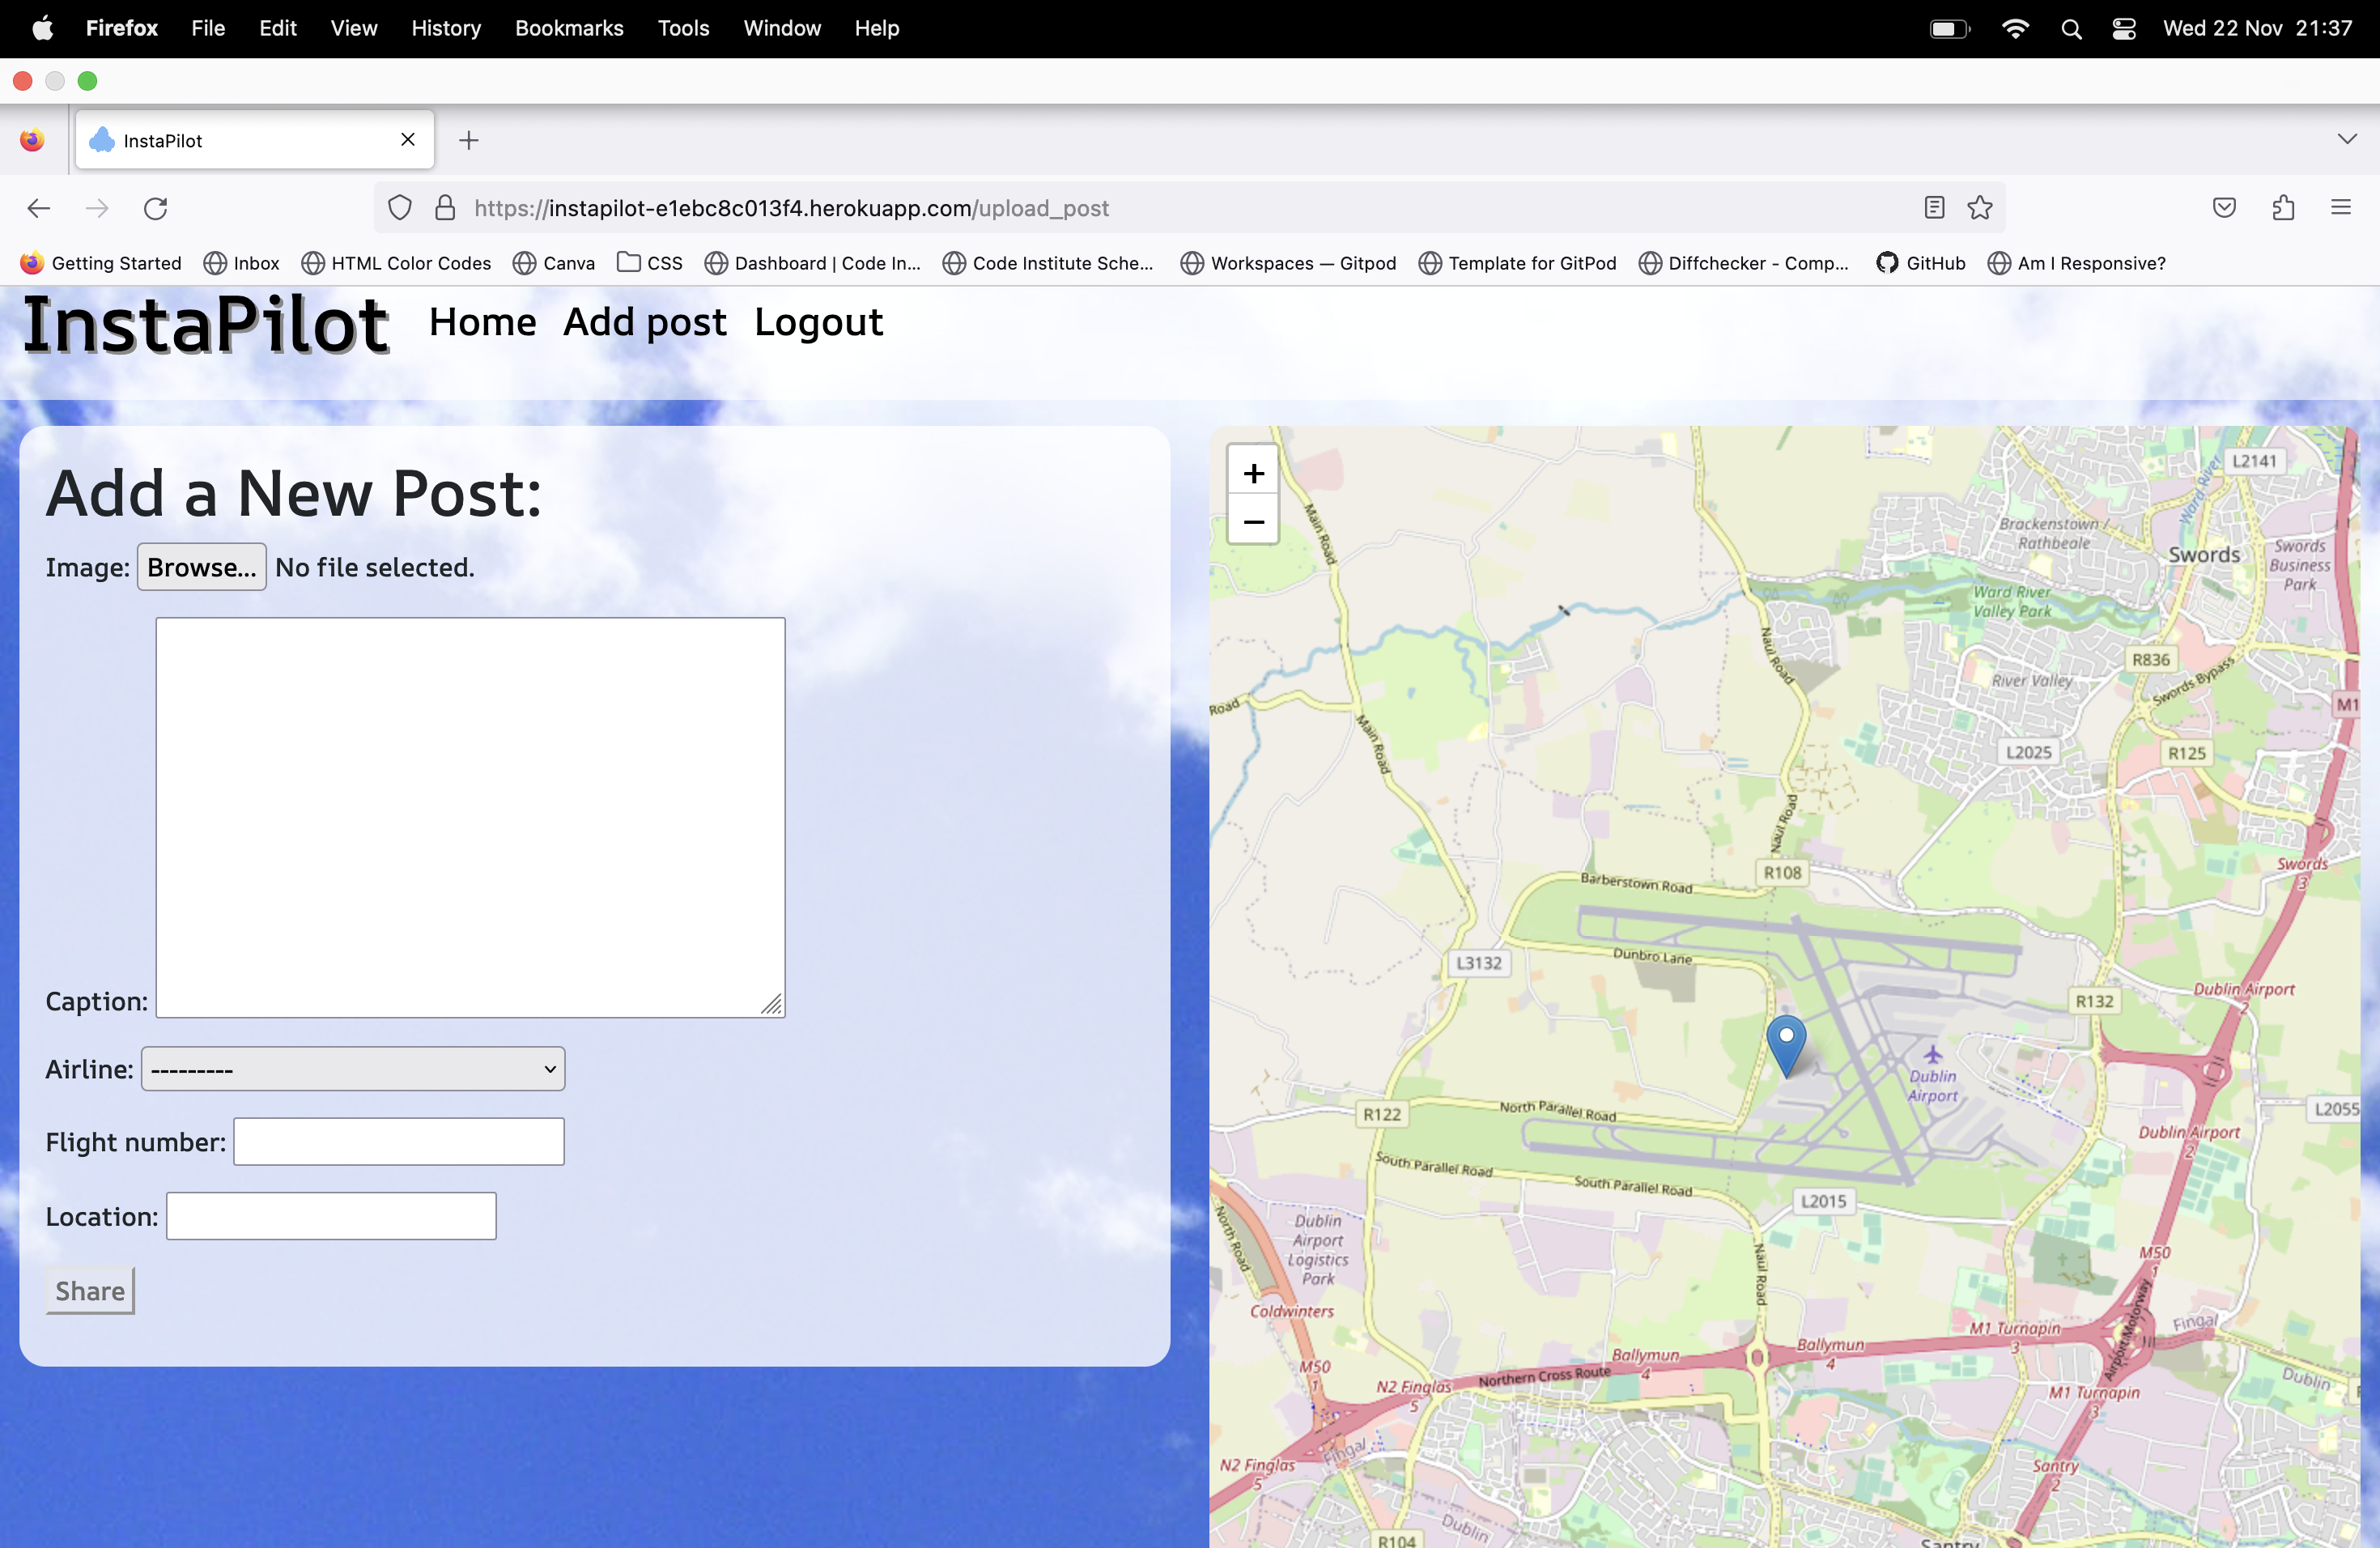 Firefox File Edit View History Bookmarks Tools Window Help Wed 22 Nov 21:37
InstaPilot
https://instapilot-e1ebc8c013f4.herokuapp.com/upload_post
Getting Started Inbox HTML Color Codes Canva CSS Dashboard | Code In... Code Institute Sche... Workspaces — Gitpod Template for GitPod Diffchecker - Comp... GitHub Am I Responsive?
InstaPilot Home Add post Logout
Add a New Post:
Image: Browse... No file selected.
Caption:
Airline: ---------
Flight number:
Location:
Share
+
−
L2141
Ward River
Main Road
Brackenstown /
Rathbeale
Swords
Swords
Business
Park
Ward River
Valley Park
Naul Road
R836
River Valley
Swords Bypass
Road
M1
Main Road
L2025
R125
Naul Road
Swords
3
R108
Barberstown Road
L3132
Dunbro Lane
Dublin Airport
2
R132
Dublin
Airport
R122
North Parallel Road
L2055
Dublin Airport
2
South Parallel Road
South Parallel Road
L2015
North Road
Dublin
Airport
Logistics
Park
Naul Road
M50
1
Coldwinters
M1 Turnapin
3
Fingal
Airport Motorway
Ballymun
4
Ballymun
4
M50
1
Northern Cross Route
N2 Finglas
5
M1 Turnapin
3
Dublin
Fingal
N2 Finglas
5
Santry
2
Dublin
R104
Santry